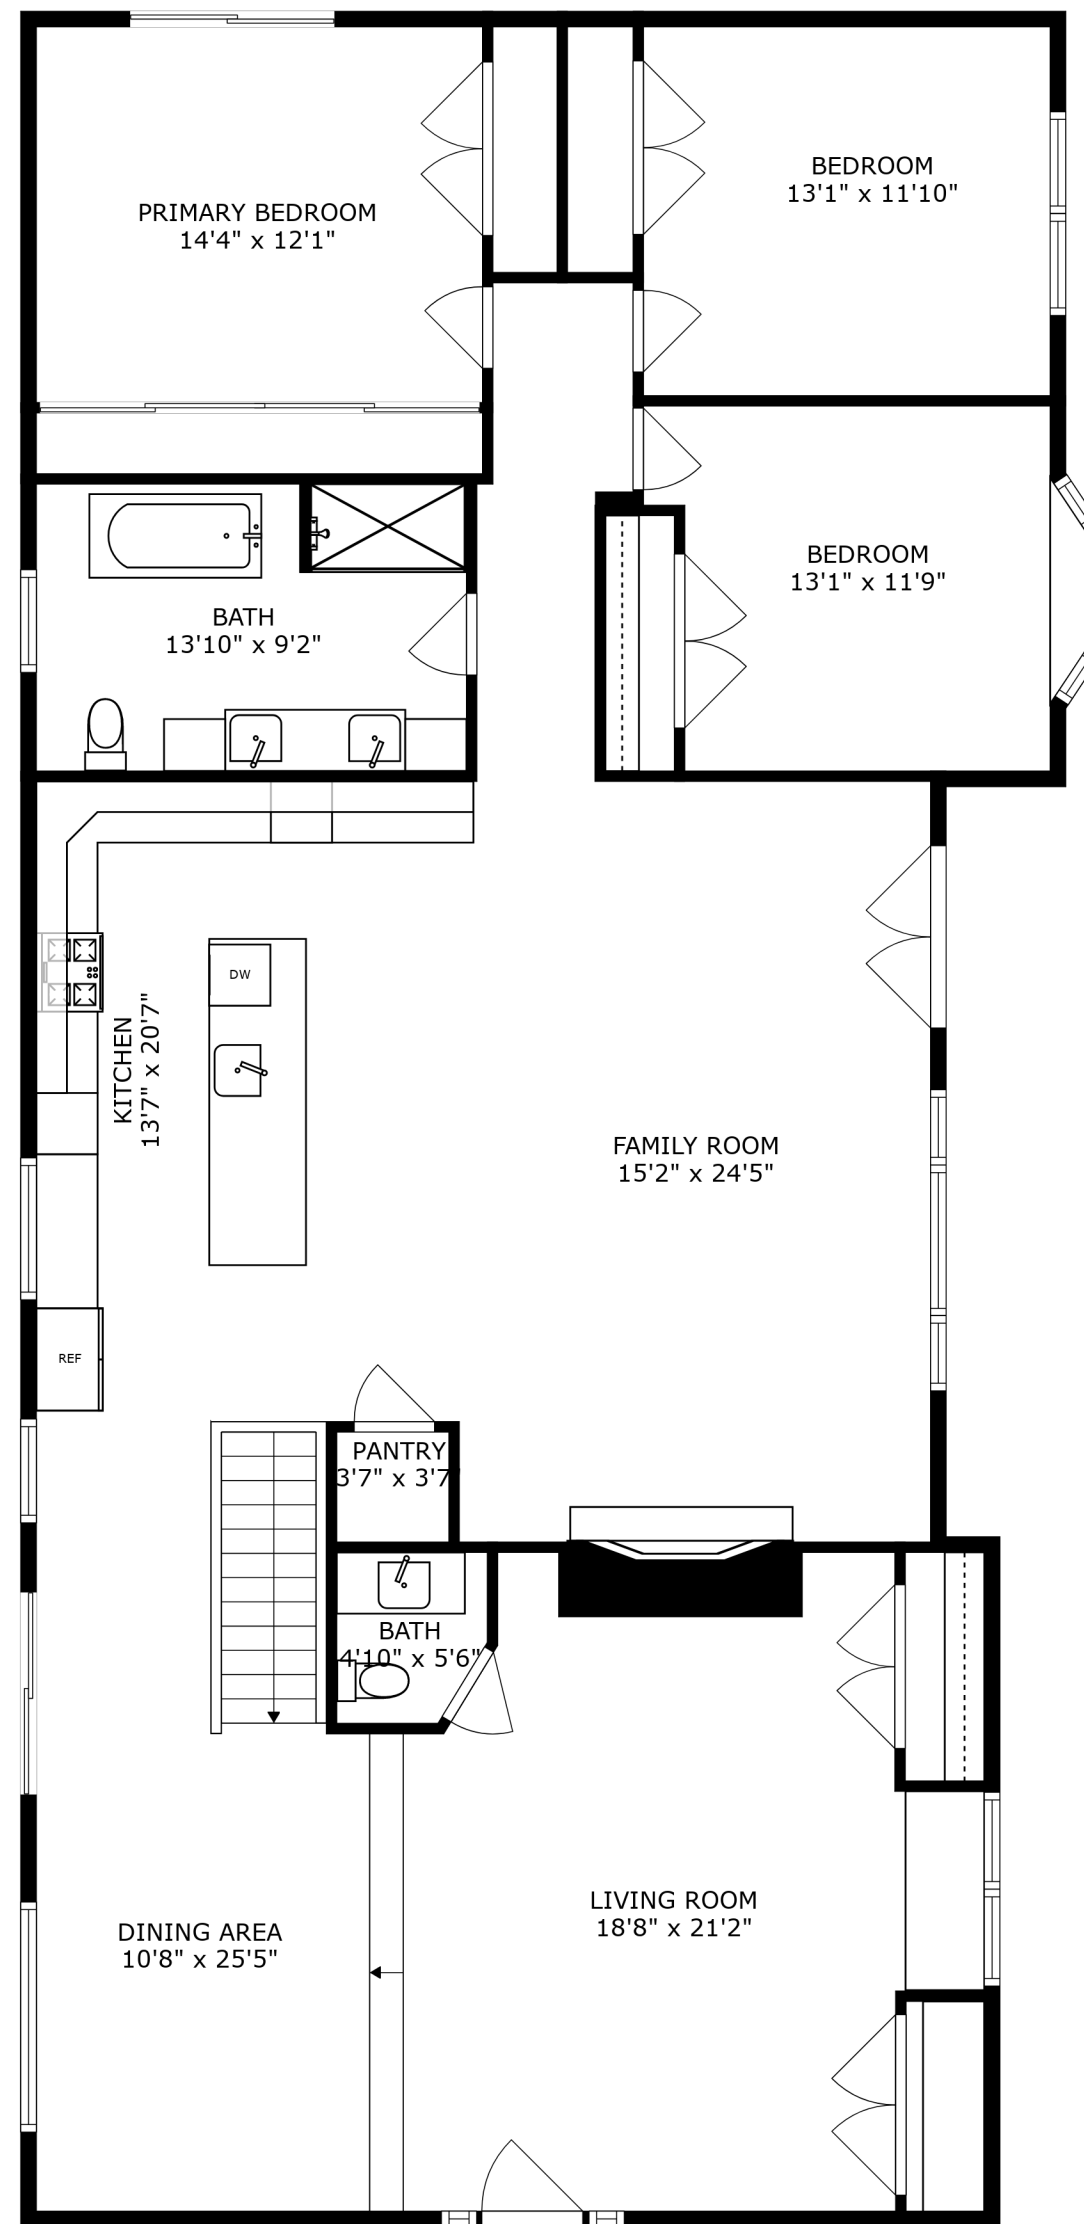 BEDROOM
13'1" x 11'10"
PRIMARY BEDROOM
14'4" x 12'1"
BEDROOM
13'1" x 11'9"
BATH
13'10" x 9'2"
DW
KITCHEN
13'7" x 20'7"
FAMILY ROOM
15'2" x 24'5"
REF
PANTRY
3'7" x 3'7"
BATH
4'10" x 5'6"
LIVING ROOM
18'8" x 21'2"
DINING AREA
10'8" x 25'5"